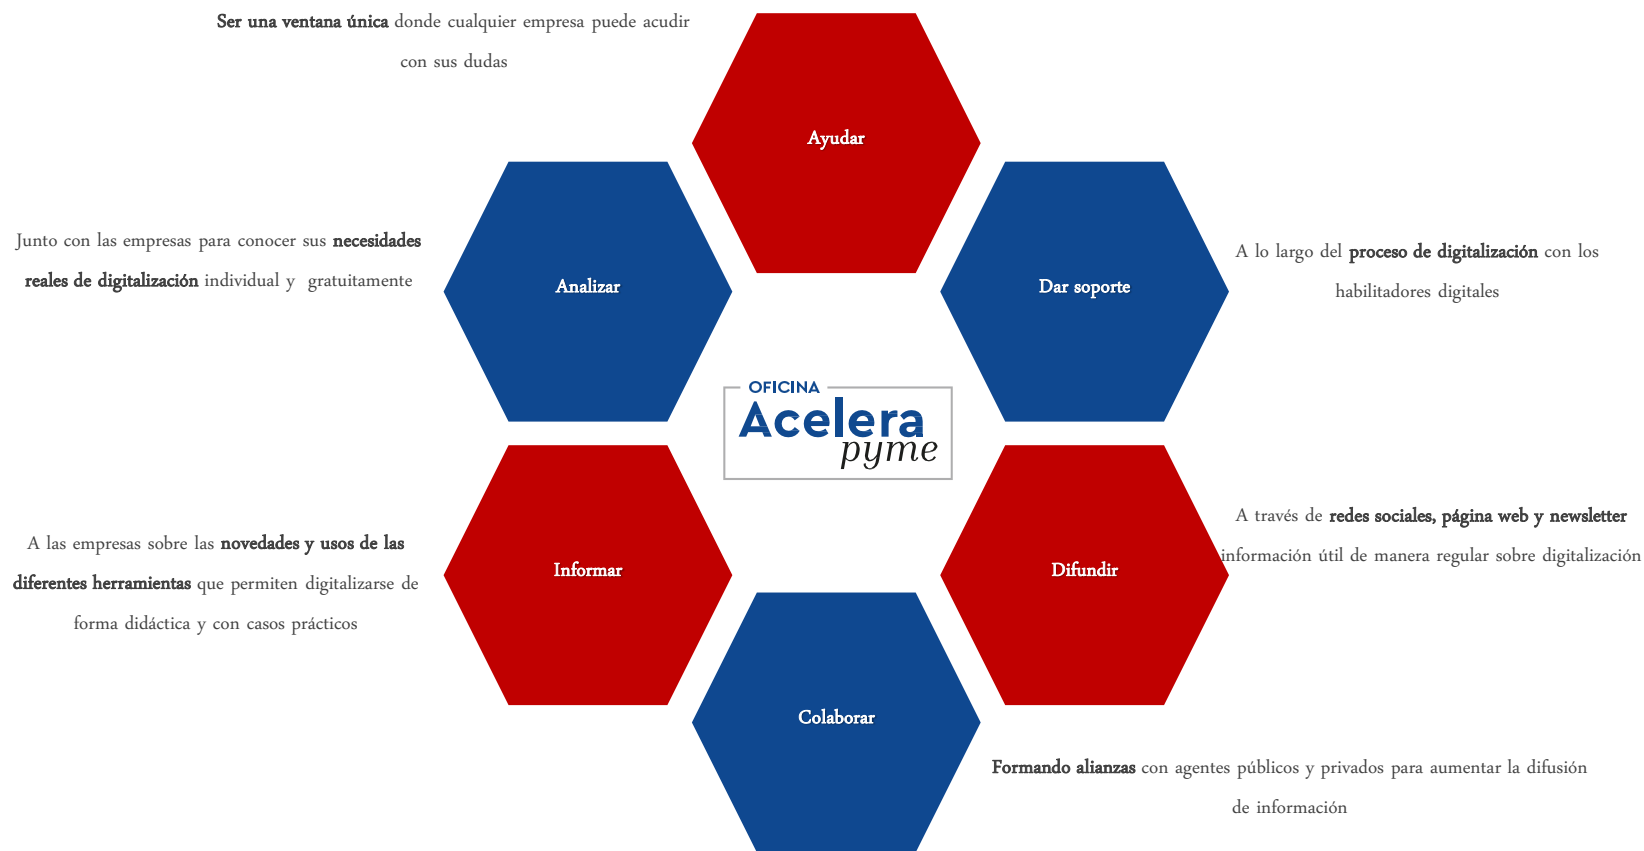 Ser una ventana única donde cualquier empresa puede acudir
con sus dudas
Ayudar
Junto con las empresas para conocer sus necesidades
reales de digitalización individual y gratuitamente
Analizar
Dar soporte
A lo largo del proceso de digitalización con los
habilitadores digitales
OFICINA
Acelera
pyme
A las empresas sobre las novedades y usos de las
diferentes herramientas que permiten digitalizarse de
forma didáctica y con casos prácticos
Informar
Difundir
A través de redes sociales, página web y newsletter
información útil de manera regular sobre digitalización
Colaborar
Formando alianzas con agentes públicos y privados para aumentar la difusión
de información